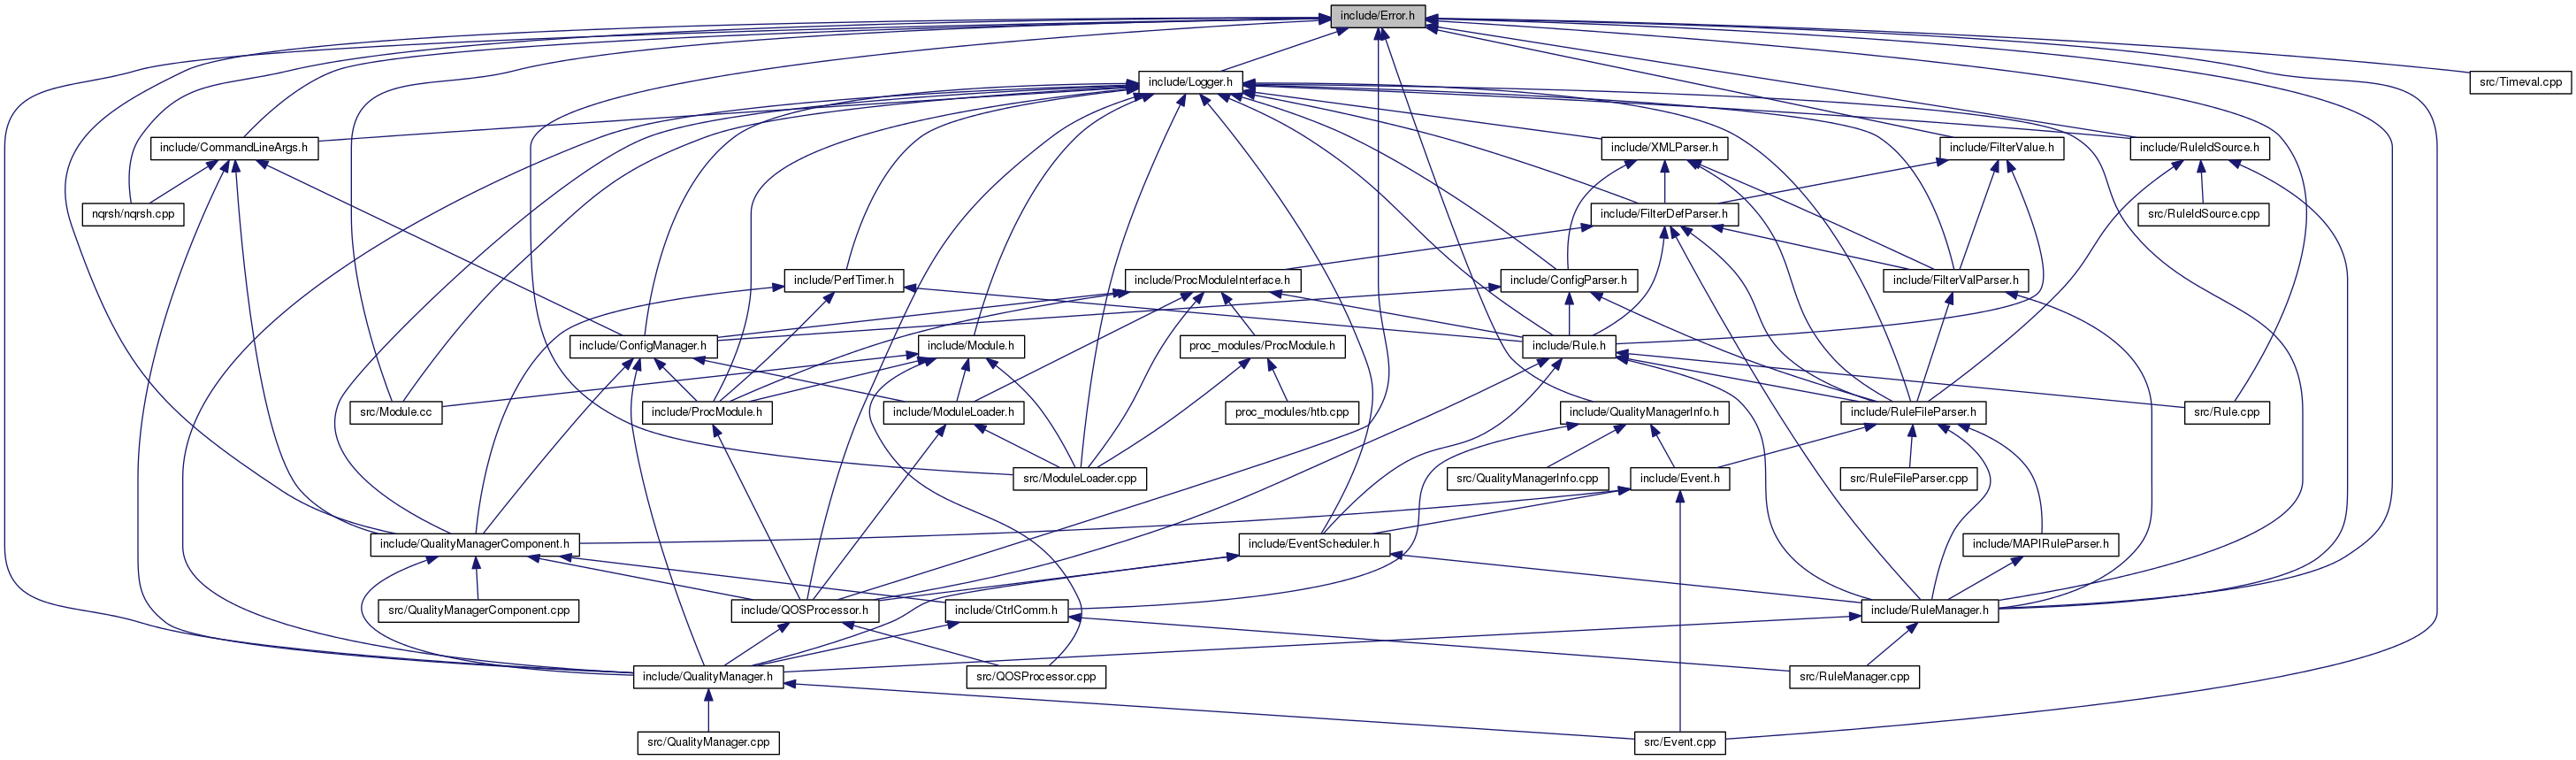 include/Error.h
include/Logger.h
src/Timeval.cpp
include/CommandLineArgs.h
include/XMLParser.h
include/FilterValue.h
include/RuleIdSource.h
nqrsh/nqrsh.cpp
include/FilterDefParser.h
src/RuleIdSource.cpp
include/PerfTimer.h
include/ProcModuleInterface.h
include/ConfigParser.h
include/FilterValParser.h
include/ConfigManager.h
include/Module.h
proc_modules/ProcModule.h
include/Rule.h
src/Module.cc
include/ProcModule.h
include/ModuleLoader.h
proc_modules/htb.cpp
include/QualityManagerInfo.h
include/RuleFileParser.h
src/Rule.cpp
src/ModuleLoader.cpp
src/QualityManagerInfo.cpp
include/Event.h
src/RuleFileParser.cpp
include/QualityManagerComponent.h
include/EventScheduler.h
include/MAPIRuleParser.h
src/QualityManagerComponent.cpp
include/QOSProcessor.h
include/CtrlComm.h
include/RuleManager.h
include/QualityManager.h
src/QOSProcessor.cpp
src/RuleManager.cpp
src/QualityManager.cpp
src/Event.cpp